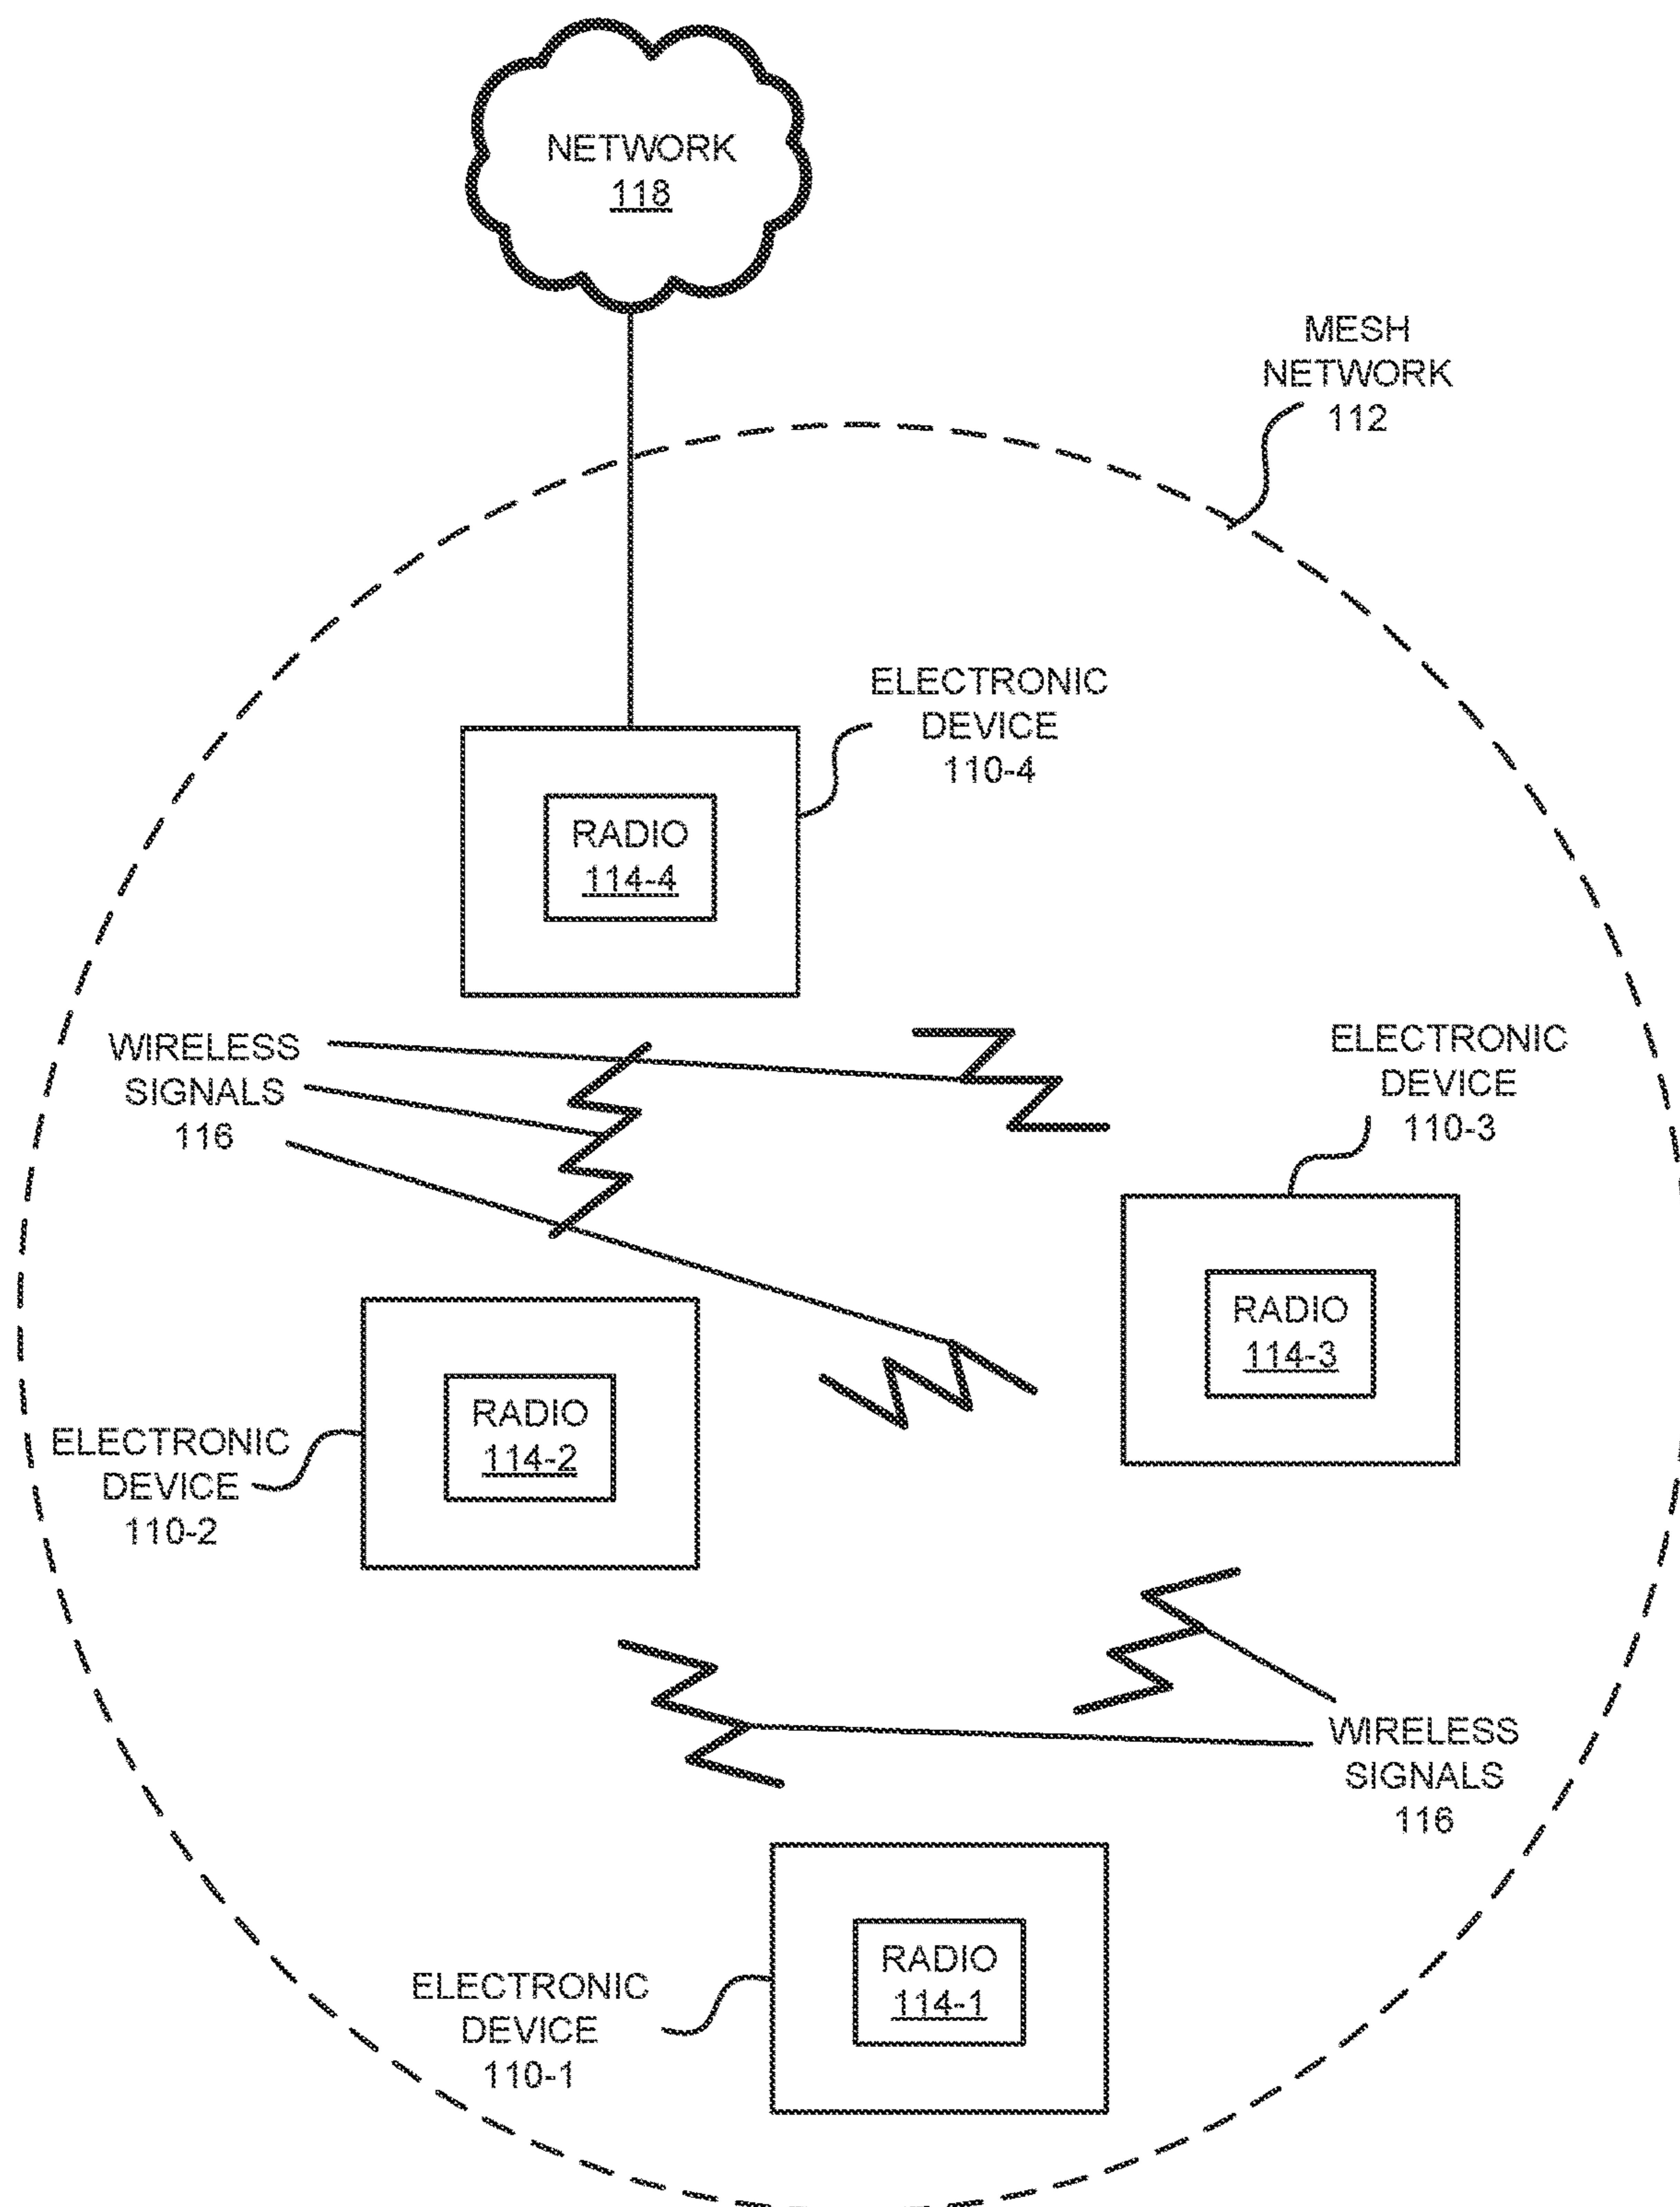 NETWORK
118
MESH
NETWORK
112
ELECTRONIC
DEVICE
110-4
RADIO
114-4
WIRELESS
SIGNALS
116
ELECTRONIC
DEVICE
110-3
RADIO
114-3
RADIO
114-2
ELECTRONIC
DEVICE
110-2
WIRELESS
SIGNALS
116
RADIO
114-1
ELECTRONIC
DEVICE
110-1